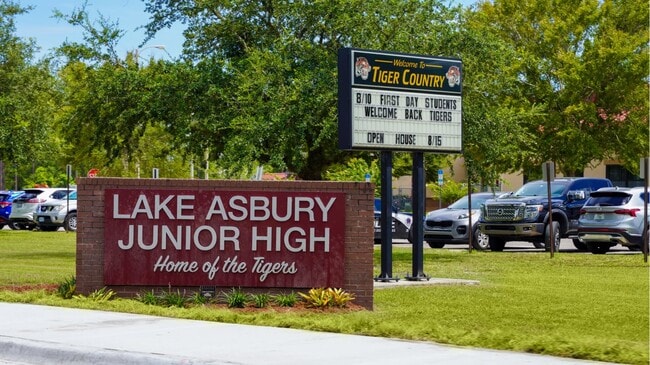 Welcome To
TIGER COUNTRY
8/10 FIRST DAY STUDENTS
WELCOME BACK TIGERS
OPEN HOUSE 8/15
LAKE ASBURY
JUNIOR HIGH
Home of the Tigers